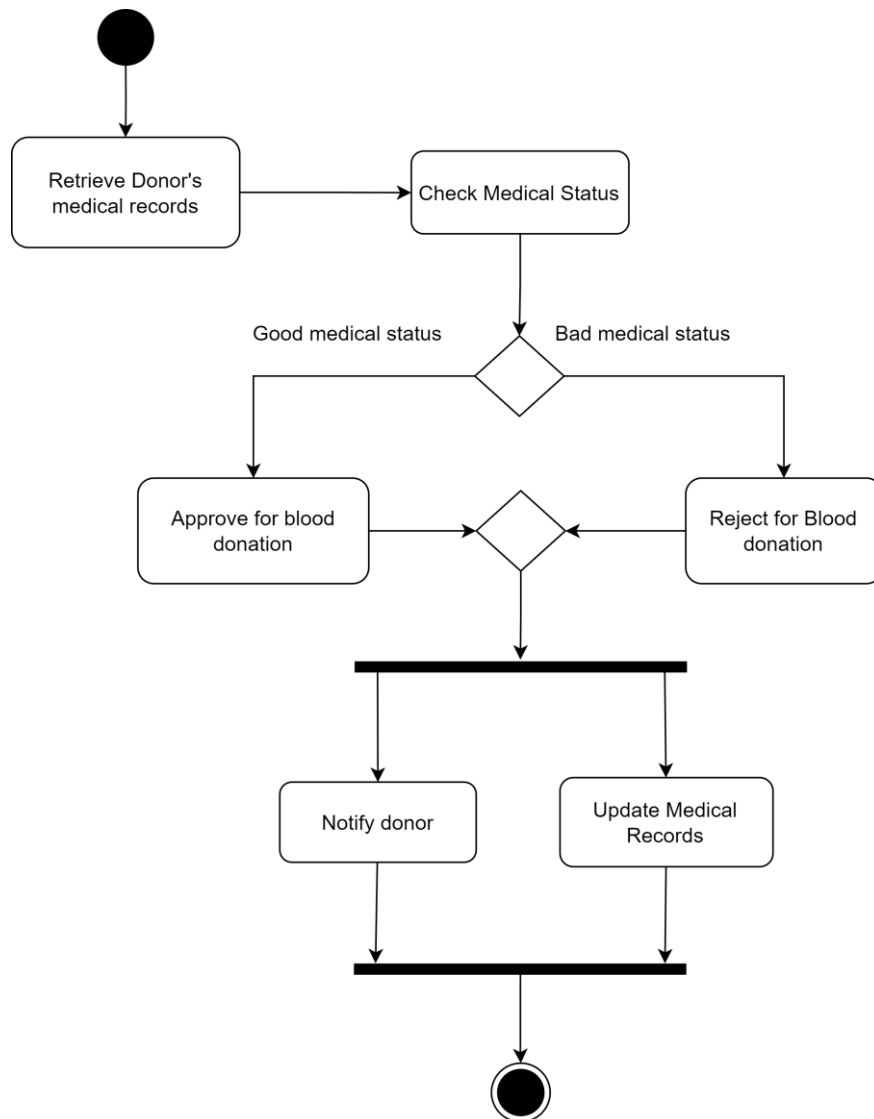 Retrieve Donor's
medical records
Check Medical Status
Good medical status
Bad medical status
Approve for blood
donation
Reject for Blood
donation
Notify donor
Update Medical
Records